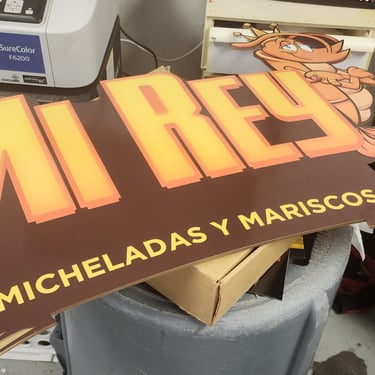 SureColor
F6200
MI REY
MICHELADAS Y MARISCOS